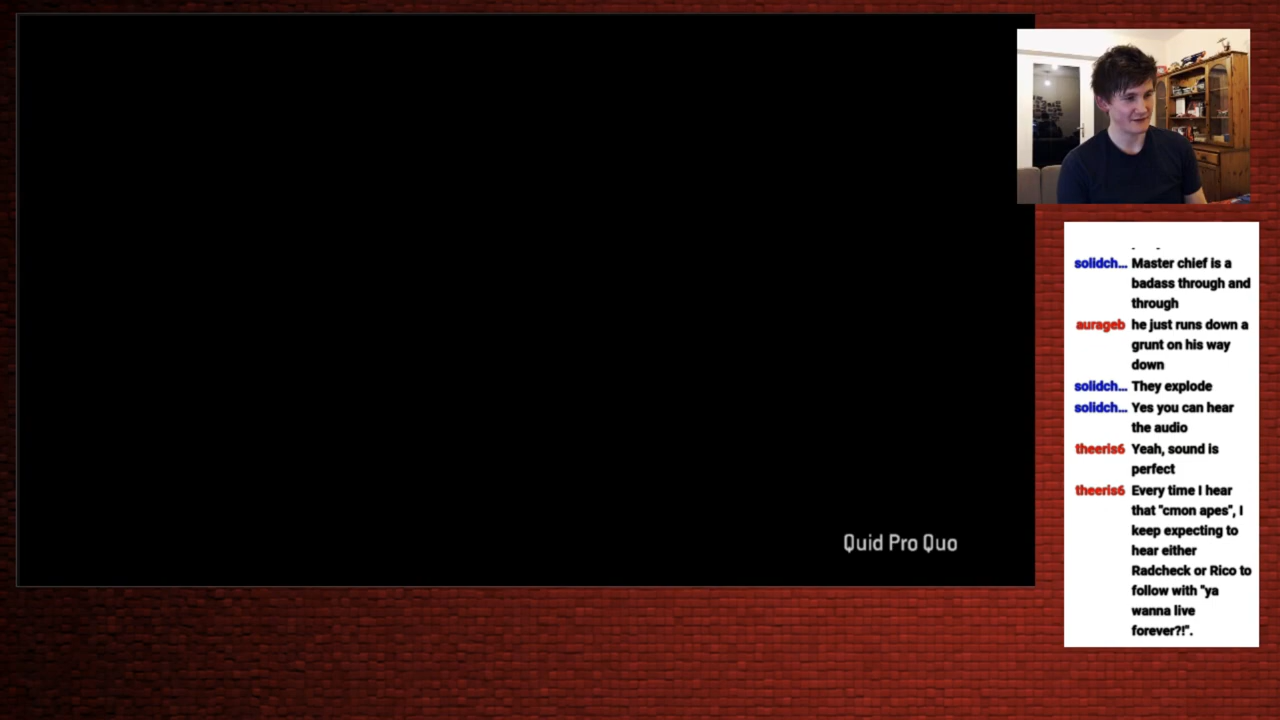 solidch... Master chief is a
badass through and
through
aurageb he just runs down a
grunt on his way
down
solidch... They explode
solidch... Yes you can hear
the audio
theeris6 Yeah, sound is
perfect
theeris6 Every time I hear
that "cmon apes", I
keep expecting to
hear either
Radcheck or Rico to
follow with "ya
wanna live
forever?!".
Quid Pro Quo